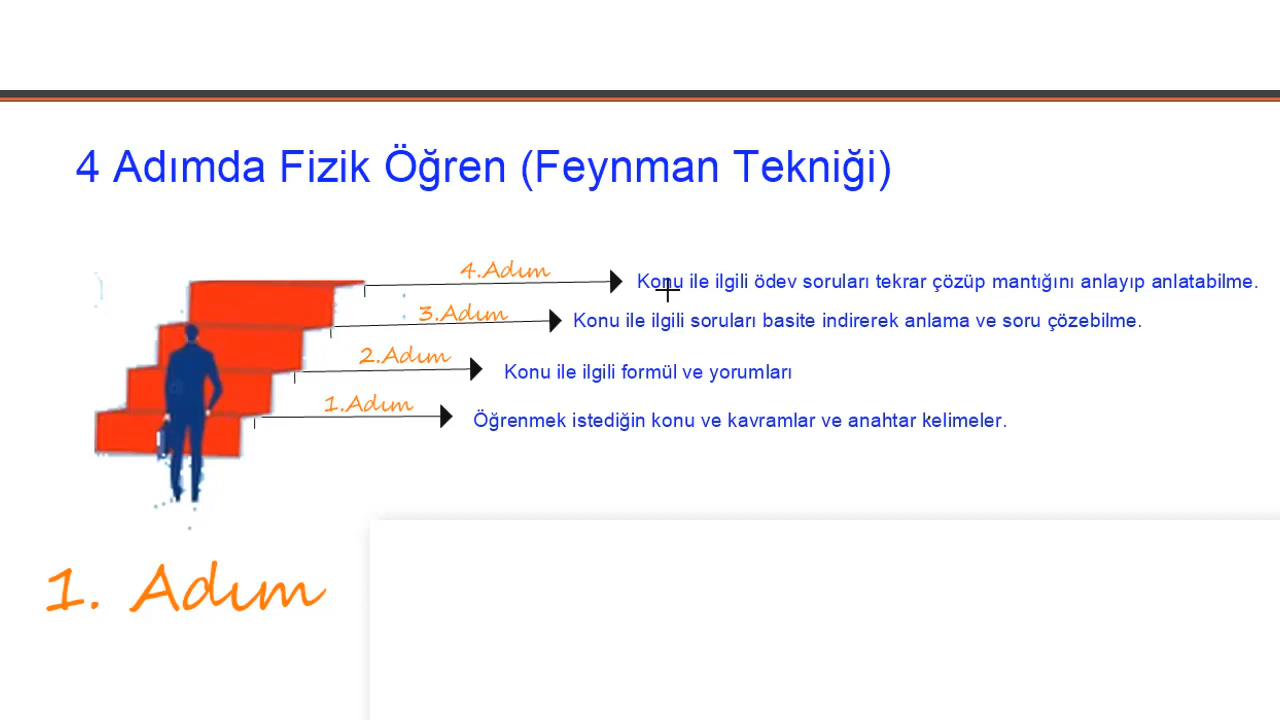 4 Adımda Fizik Öğren (Feynman Tekniği)
4.Adım
Konu ile ilgili ödev soruları tekrar çözüp mantığını anlayıp anlatabilme.
3.Adım
Konu ile ilgili soruları basite indirerek anlama ve soru çözebilme.
2.Adım
Konu ile ilgili formül ve yorumları
1.Adım
Öğrenmek istediğin konu ve kavramlar ve anahtar kelimeler.
1. Adım